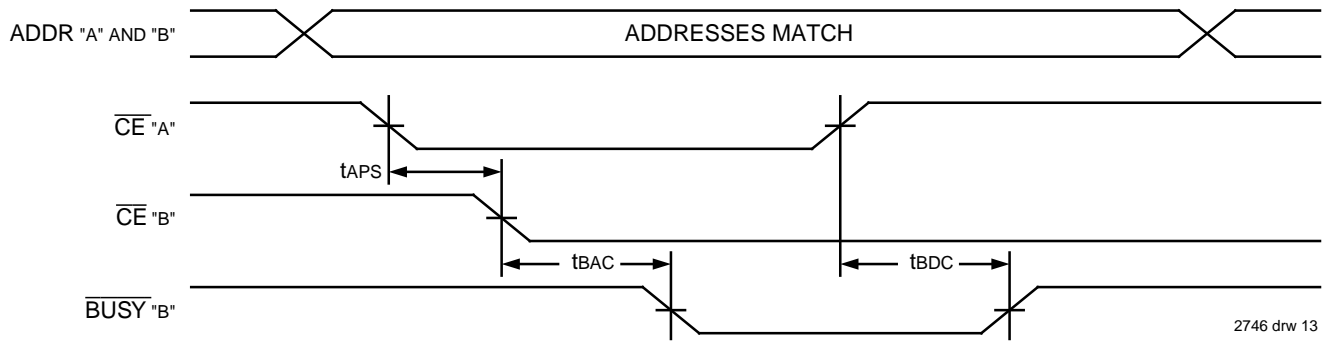 ADDR "A" AND "B"
ADDRESSES MATCH
CE "A"
tAPS
CE "B"
tBAC
tBDC
BUSY "B"
2746 drw 13